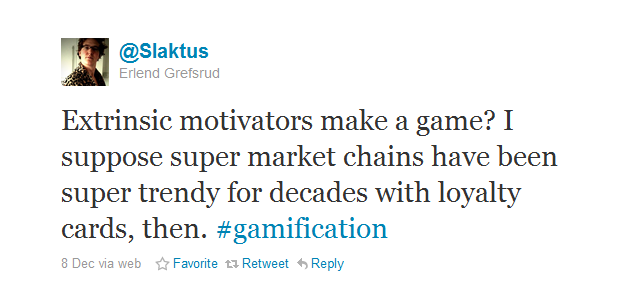 @Slaktus
Erlend Grefsrud
Extrinsic motivators make a game? I
suppose super market chains have been
super trendy for decades with loyalty
cards, then. #gamification
8 Dec via web Favorite Retweet Reply